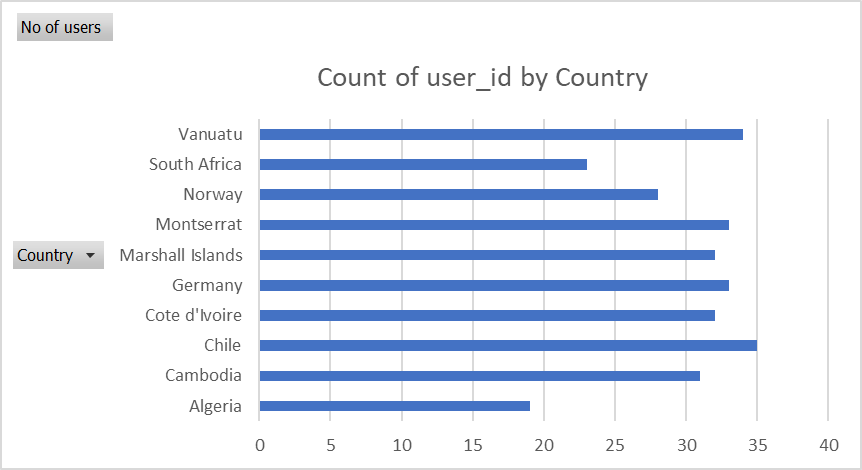 No of users
Count of user_id by Country
Vanuatu
South Africa
Norway
Montserrat
Country
Marshall Islands
Germany
Cote d'Ivoire
Chile
Cambodia
Algeria
0 5 10 15 20 25 30 35 40